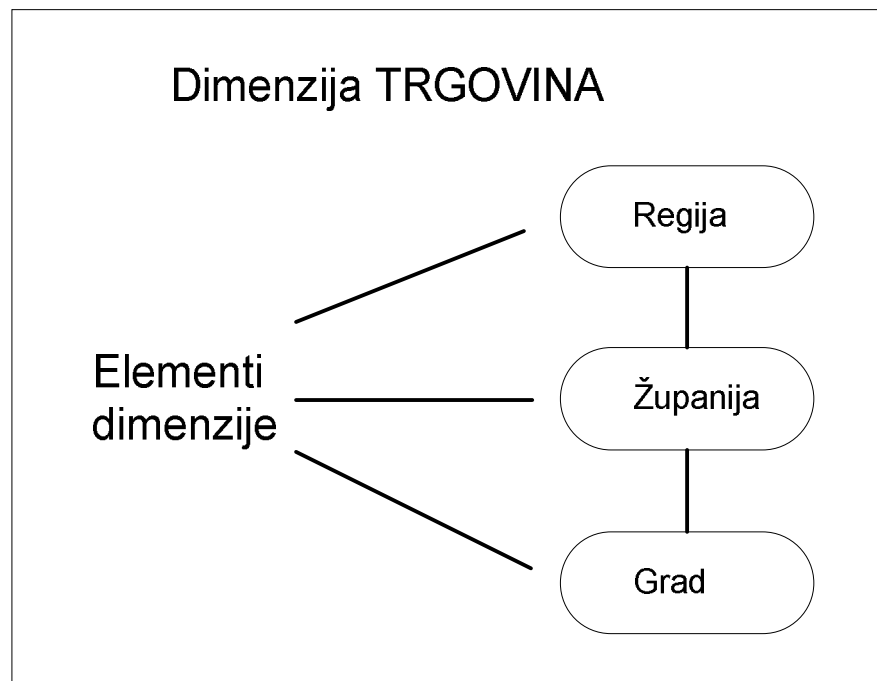 Dimenzija TRGOVINA
Regija
Elementi
dimenzije
Županija
Grad